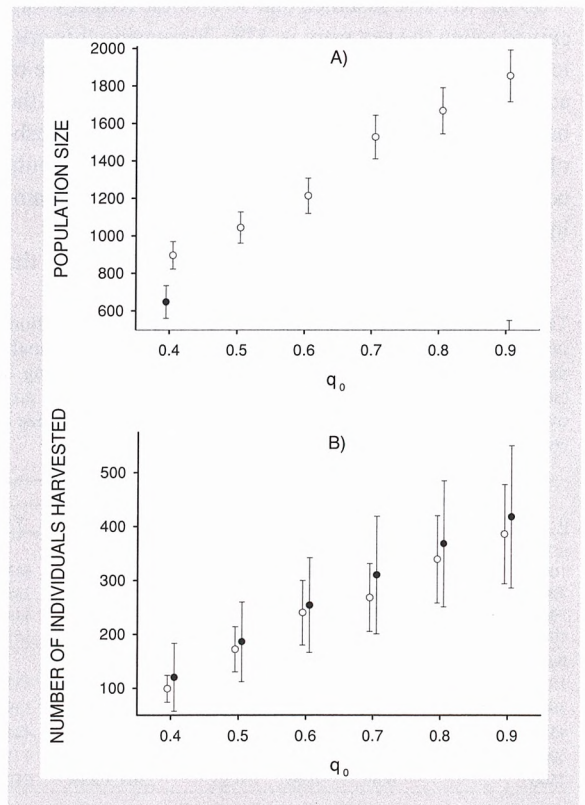 A)
POPULATION SIZE
2000
1800
1600
1400
1200
1000
800
600
0.4 0.5 0.6 0.7 0.8 0.9
q₀
B)
NUMBER OF INDIVIDUALS HARVESTED
500
400
300
200
100
0.4 0.5 0.6 0.7 0.8 0.9
q₀